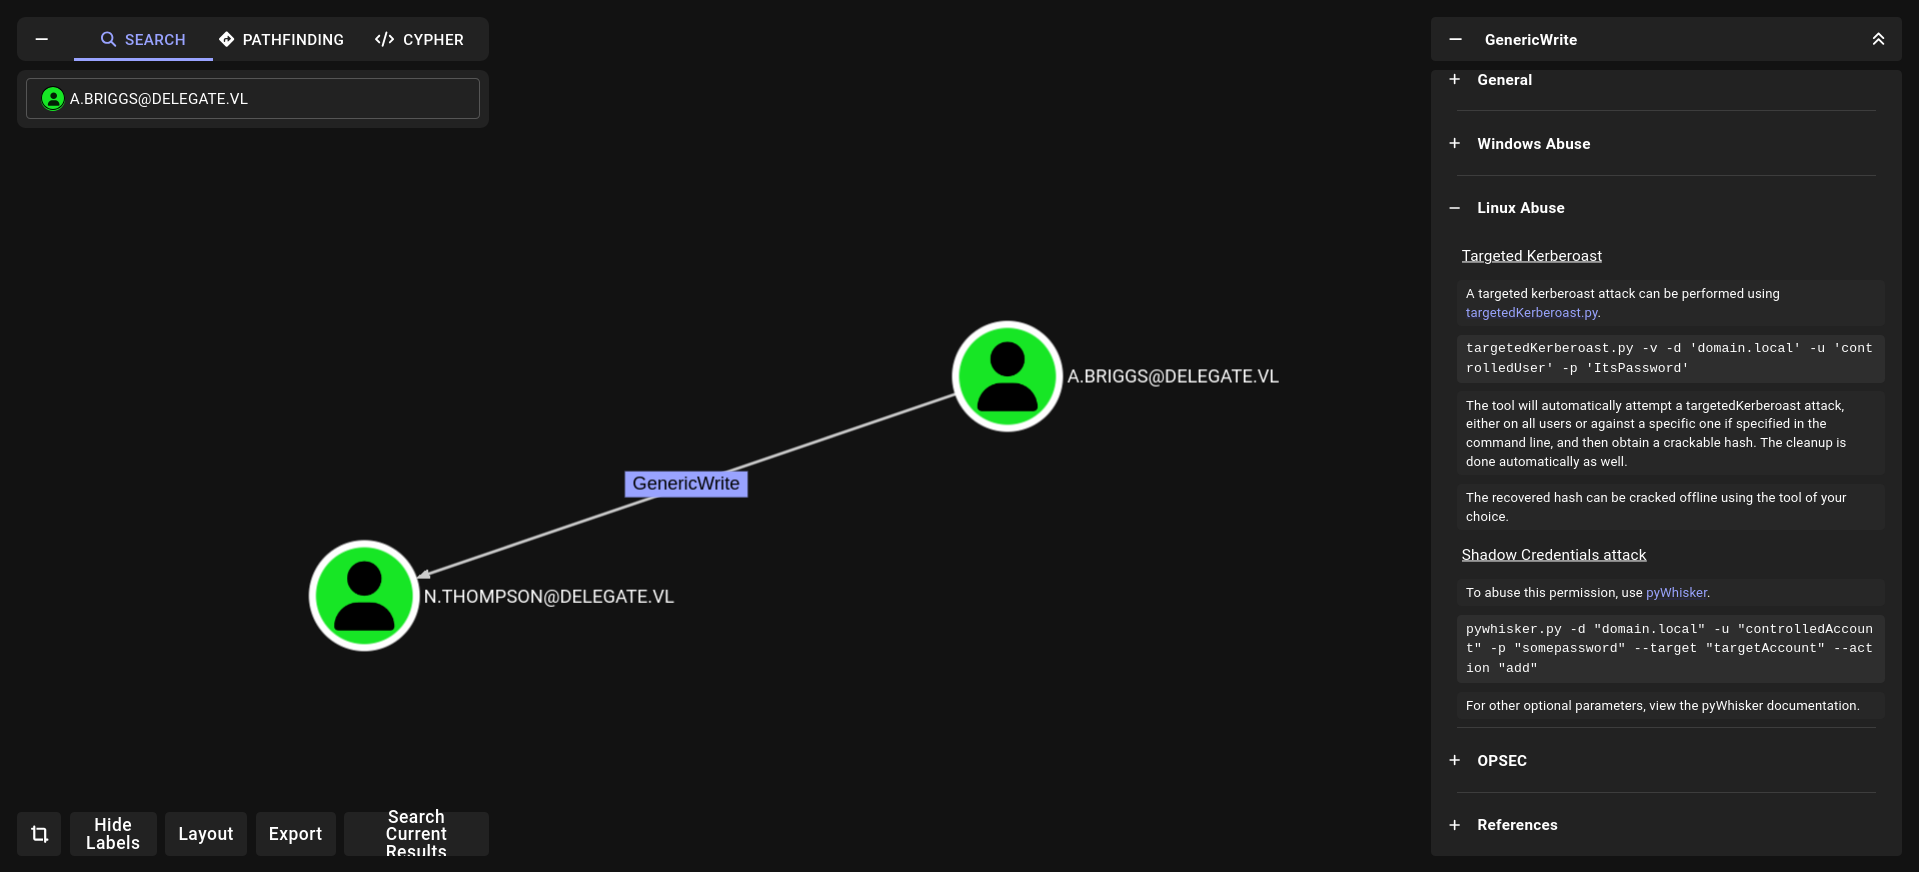 SEARCH
PATHFINDING
CYPHER
A.BRIGGS@DELEGATE.VL
A.BRIGGS@DELEGATE.VL
GenericWrite
N.THOMPSON@DELEGATE.VL
Hide
Labels
Layout
Export
Search
Current
Results
GenericWrite
General
Windows Abuse
Linux Abuse
Targeted Kerberoast
A targeted kerberoast attack can be performed using
targetedKerberoast.py.
targetedKerberoast.py -v -d 'domain.local' -u 'cont
rolledUser' -p 'ItsPassword'
The tool will automatically attempt a targetedKerberoast attack,
either on all users or against a specific one if specified in the
command line, and then obtain a crackable hash. The cleanup is
done automatically as well.
The recovered hash can be cracked offline using the tool of your
choice.
Shadow Credentials attack
To abuse this permission, use pyWhisker.
pywhisker.py -d "domain.local" -u "controlledAccoun
t" -p "somepassword" --target "targetAccount" --act
ion "add"
For other optional parameters, view the pyWhisker documentation.
OPSEC
References